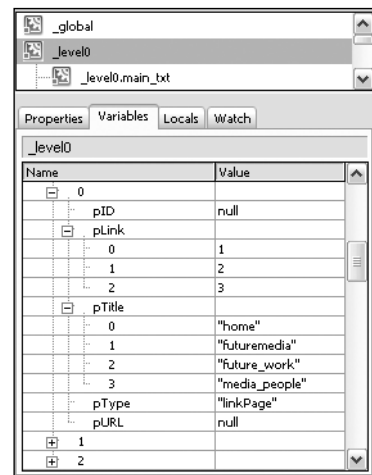 _global
_level0
_level0.main_txt
Properties Variables Locals Watch
_level0
Name Value
0
pID null
pLink
0 1
1 2
2 3
pTitle
0 "home"
1 "futuremedia"
2 "future_work"
3 "media_people"
pType "linkPage"
pURL null
1
2